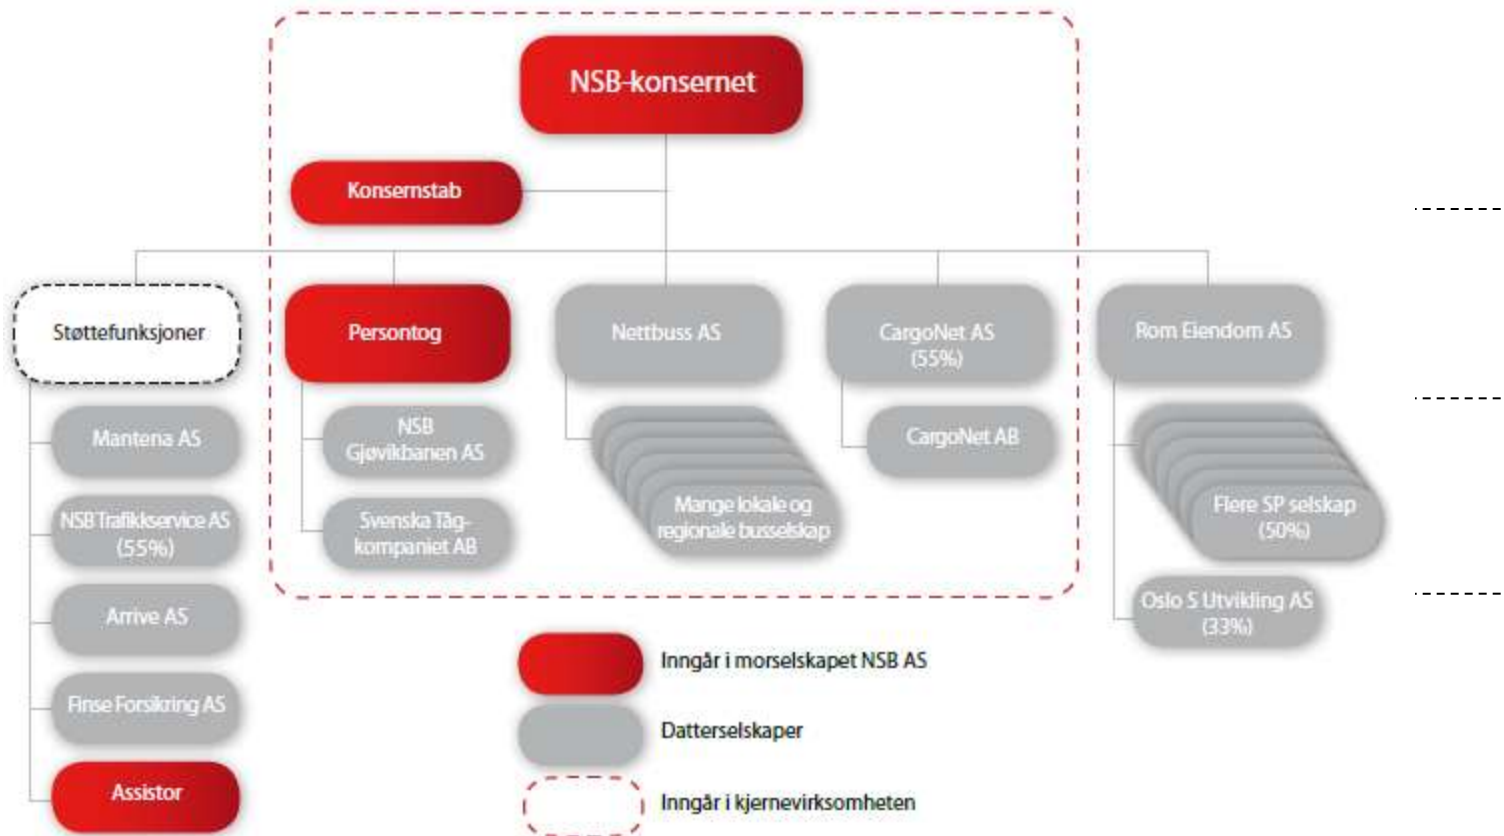 NSB-konsernet
Konsernstab
Støttefunksjoner
Persontog
Nettbuss AS
CargoNet AS
(55%)
Rom Eiendom AS
Mantena AS
NSB
Gjøvikbanen AS
CargoNet AB
NSB Trafikkservice AS
(55%)
Svenska Tåg-
kompaniet AB
Mange lokale og
regionale busselskap
Flere SP selskap
(50%)
Arrive AS
Oslo S Utvikling AS
(33%)
Finse Forsikring AS
Assistor
Inngår i morselskapet NSB AS
Datterselskaper
Inngår i kjernevirksomheten